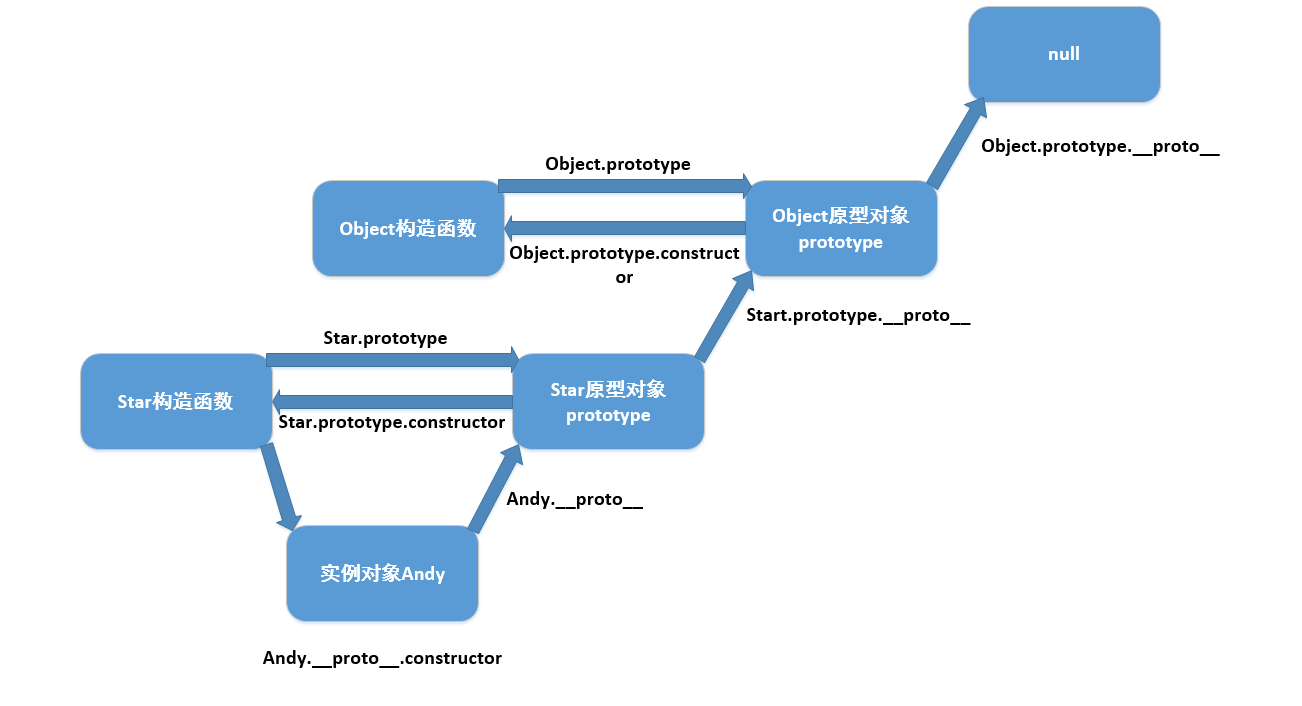 null
Object.prototype.__proto__
Object.prototype
Object构造函数
Object原型对象
prototype
Object.prototype.construct
or
Start.prototype.__proto__
Star.prototype
Star构造函数
Star原型对象
prototype
Star.prototype.constructor
Andy.__proto__
实例对象Andy
Andy.__proto__.constructor